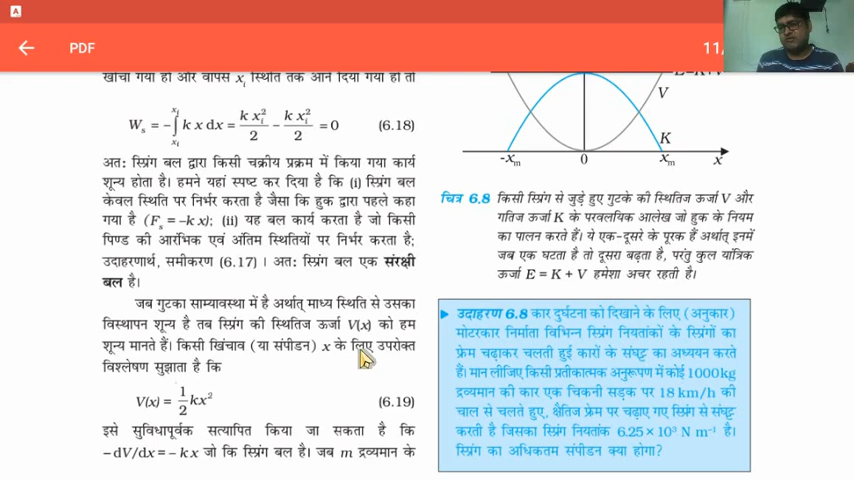 A
PDF
11/
खींचा गया हो और वापस xᵢ स्थिति तक आने दिया गया हो तो
Wₛ = -∫ k x dx = k xᵢ²/2 - k xᵢ²/2 = 0 (6.18)
अतः स्प्रिंग बल द्वारा किसी चक्रीय प्रक्रम में किया गया कार्य
शून्य होता है। हमने यहां स्पष्ट कर दिया है कि (i) स्प्रिंग बल
केवल स्थिति पर निर्भर करता है जैसा कि हुक द्वारा पहले कहा
गया है (Fₛ = –k x); (ii) यह बल कार्य करता है जो किसी
पिण्ड की आरंभिक एवं अंतिम स्थितियों पर निर्भर करता है;
उदाहरणार्थ, समीकरण (6.17) । अतः स्प्रिंग बल एक संरक्षी
बल है।
जब गुटका साम्यावस्था में है अर्थात् माध्य स्थिति से उसका
विस्थापन शून्य है तब स्प्रिंग की स्थितिज ऊर्जा V(x) को हम
शून्य मानते हैं। किसी खिंचाव (या संपीडन) x के लिए उपरोक्त
विश्लेषण सुझाता है कि
V(x) = 1/2 kx² (6.19)
इसे सुविधापूर्वक सत्यापित किया जा सकता है कि
–dV/dx = – kx जो कि स्प्रिंग बल है। जब m द्रव्यमान के
E=K+V
V
K
-xₘ 0 xₘ x
चित्र 6.8 किसी स्प्रिंग से जुड़े हुए गुटके की स्थितिज ऊर्जा V और
गतिज ऊर्जा K के परवलयिक आलेख जो हुक के नियम
का पालन करते हैं। ये एक-दूसरे के पूरक हैं अर्थात् इनमें
जब एक घटता है तो दूसरा बढ़ता है, परंतु कुल यांत्रिक
ऊर्जा E = K + V हमेशा अचर रहती है।
उदाहरण 6.8 कार दुर्घटना को दिखाने के लिए (अनुकार)
मोटरकार निर्माता विभिन्न स्प्रिंग नियतांकों के स्प्रिंगों का
फ्रेम चढ़ाकर चलती हुई कारों के संघट्ट का अध्ययन करते
हैं। मान लीजिए किसी प्रतीकात्मक अनुरूपण में कोई 1000kg
द्रव्यमान की कार एक चिकनी सड़क पर 18 km/h की
चाल से चलते हुए, क्षैतिज फ्रेम पर चढ़ाए गए स्प्रिंग से संघट्ट
करती है जिसका स्प्रिंग नियतांक 6.25 × 10³ N m⁻¹ है।
स्प्रिंग का अधिकतम संपीडन क्या होगा?